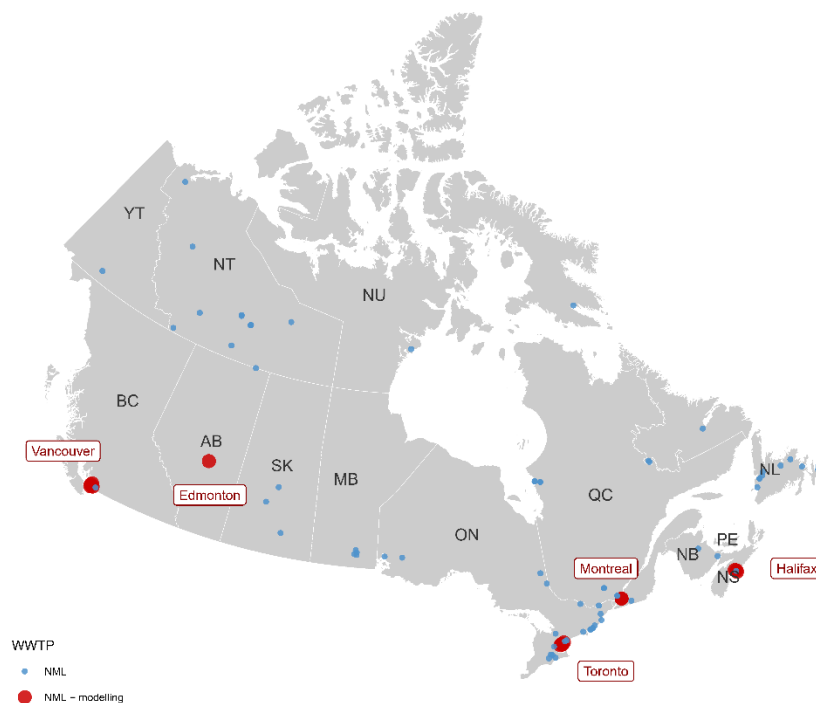 YT
NT
NU
BC
Vancouver
AB
Edmonton
SK
MB
ON
QC
NL
PE
NB
NS
Montreal
Halifax
Toronto
WWTP
NML
NML − modelling